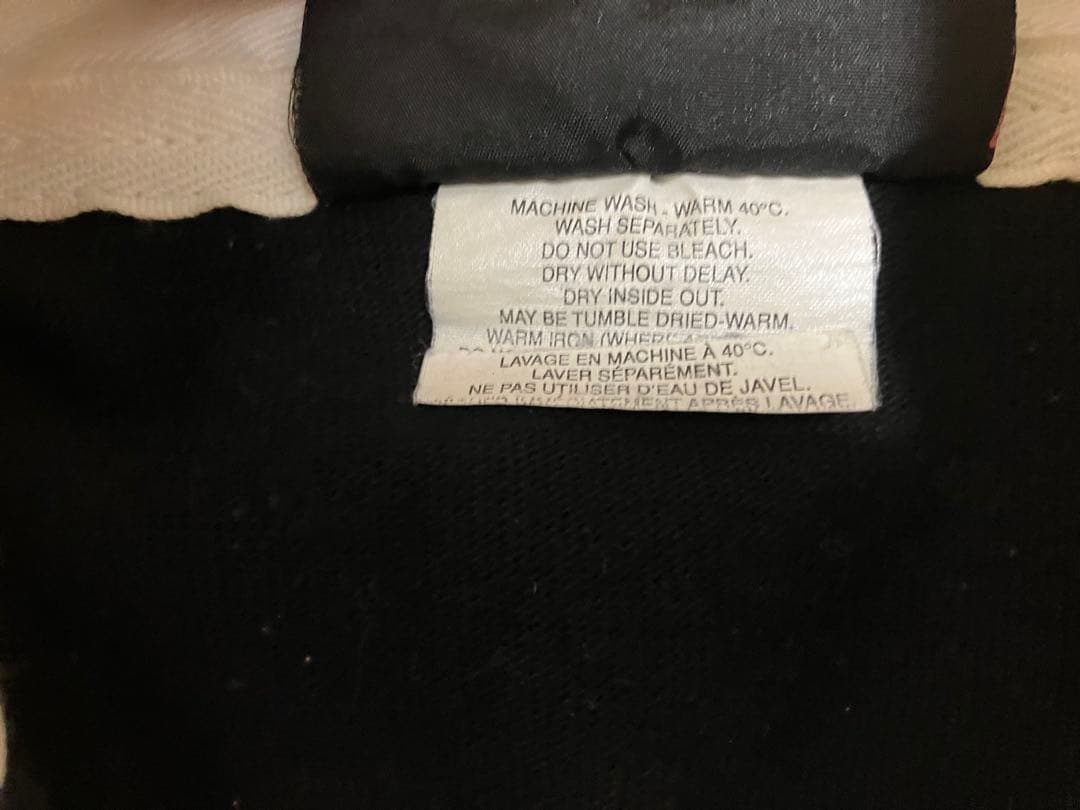 MACHINE WASH - WARM 40°C.
WASH SEPARATELY.
DO NOT USE BLEACH.
DRY WITHOUT DELAY.
DRY INSIDE OUT.
MAY BE TUMBLE DRIED-WARM.
WARM IRON (WHERE
LAVAGE EN MACHINE À 40°C.
LAVER SÉPARÉMENT.
NE PAS UTILISER D'EAU DE JAVEL.
APRÈS LAVAGE.